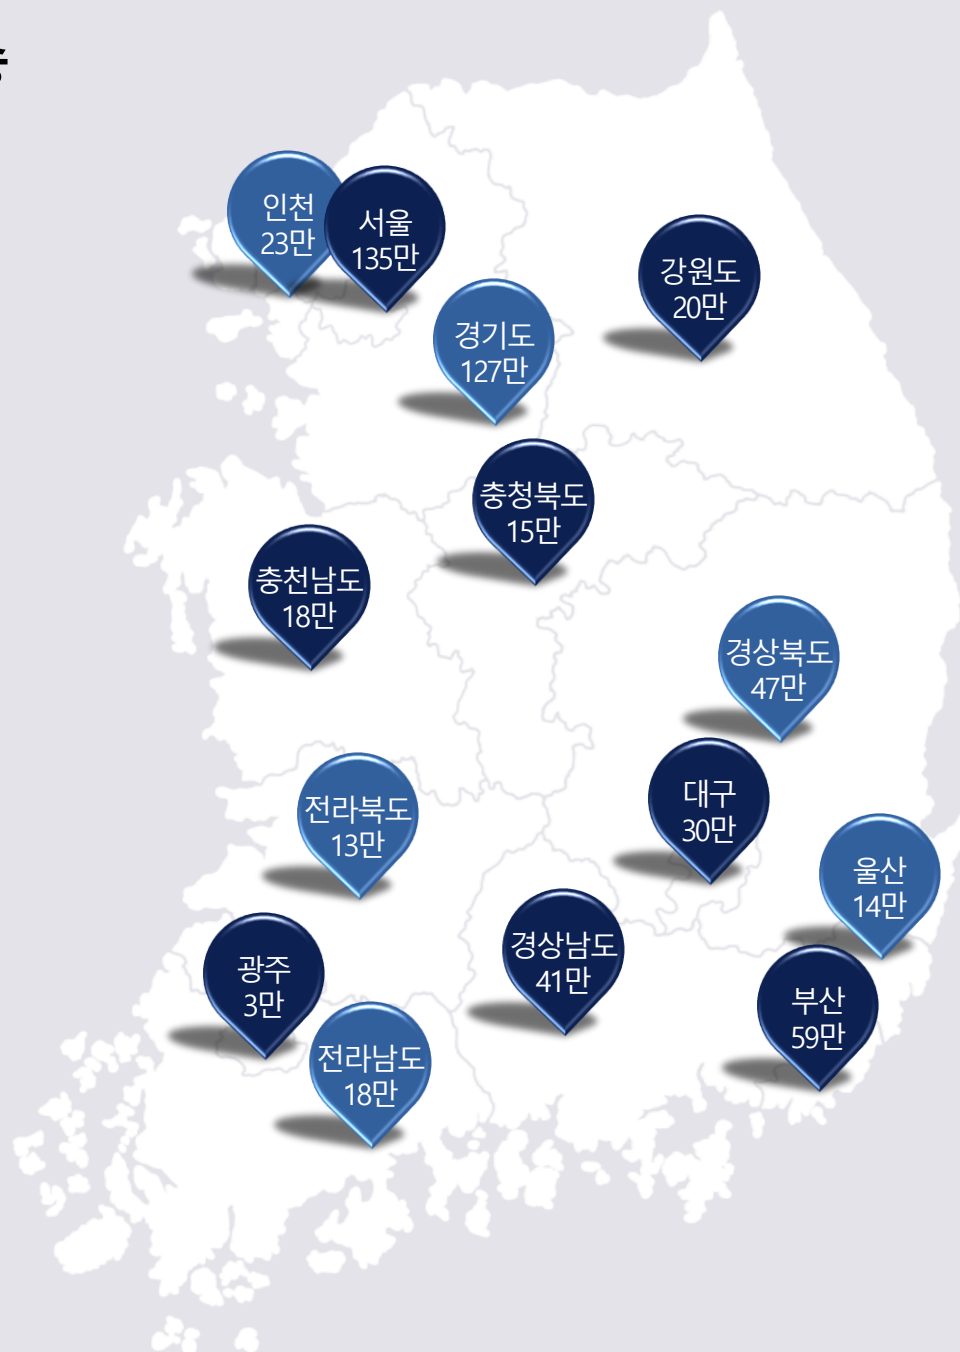 인천
23만
서울
135만
강원도
20만
경기도
127만
충청북도
15만
충천남도
18만
경상북도
47만
대구
30만
전라북도
13만
울산
14만
경상남도
41만
광주
3만
부산
59만
전라남도
18만